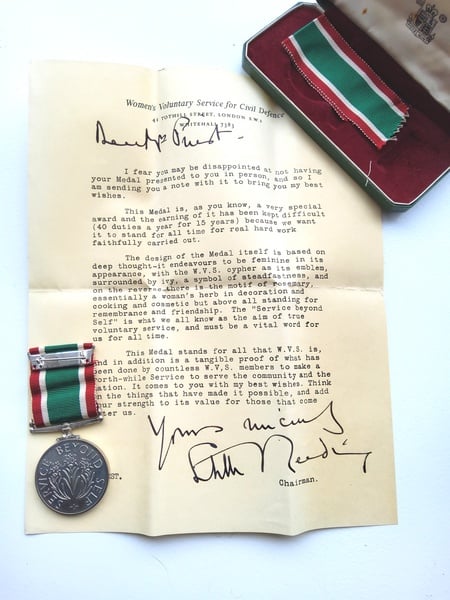 Women's Voluntary Service for Civil Defence
41 TOTHILL STREET, LONDON S.W.1
WHITEHALL 7383
I fear you may be disappointed at not having
your Medal presented to you in person, and so I
am sending you a note with it to bring you my best
wishes.
This Medal is, as you know, a very special
award and the earning of it has been kept difficult
(40 duties a year for 15 years) because we want
it to stand for all time for real hard work
faithfully carried out.
The design of the Medal itself is based on
deep thought-it endeavours to be feminine in its
appearance, with the W.V.S. cypher as its emblem,
surrounded by ivy, a symbol of steadfastness, and
on the reverse there is the motif of rosemary,
essentially a woman's herb in decoration and
cooking and cosmetic but above all standing for
remembrance and friendship. The "Service beyond
Self" is what we all know as the aim of true
voluntary service, and must be a vital word for
us for all time.
This Medal stands for all that W.V.S. is,
and in addition is a tangible proof of what has
been done by countless W.V.S. members to make a
worth-while Service to serve the community and the
nation. It comes to you with my best wishes. Think
on the things that have made it possible, and add
your strength to its value for those that come
after us.
Yours sincerely
Chairman.
SERVICE BEYOND SELF